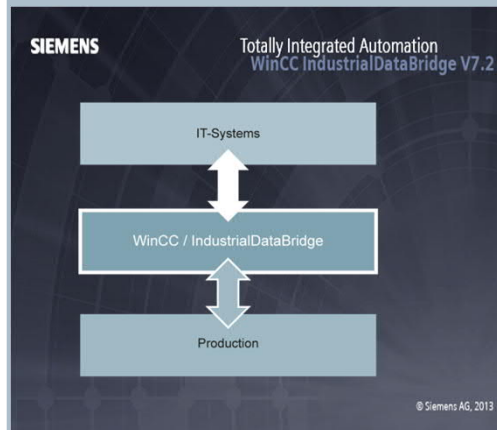 SIEMENS
Totally Integrated Automation
WinCC IndustrialDataBridge V7.2
IT-Systems
WinCC / IndustrialDataBridge
Production
© Siemens AG, 2013